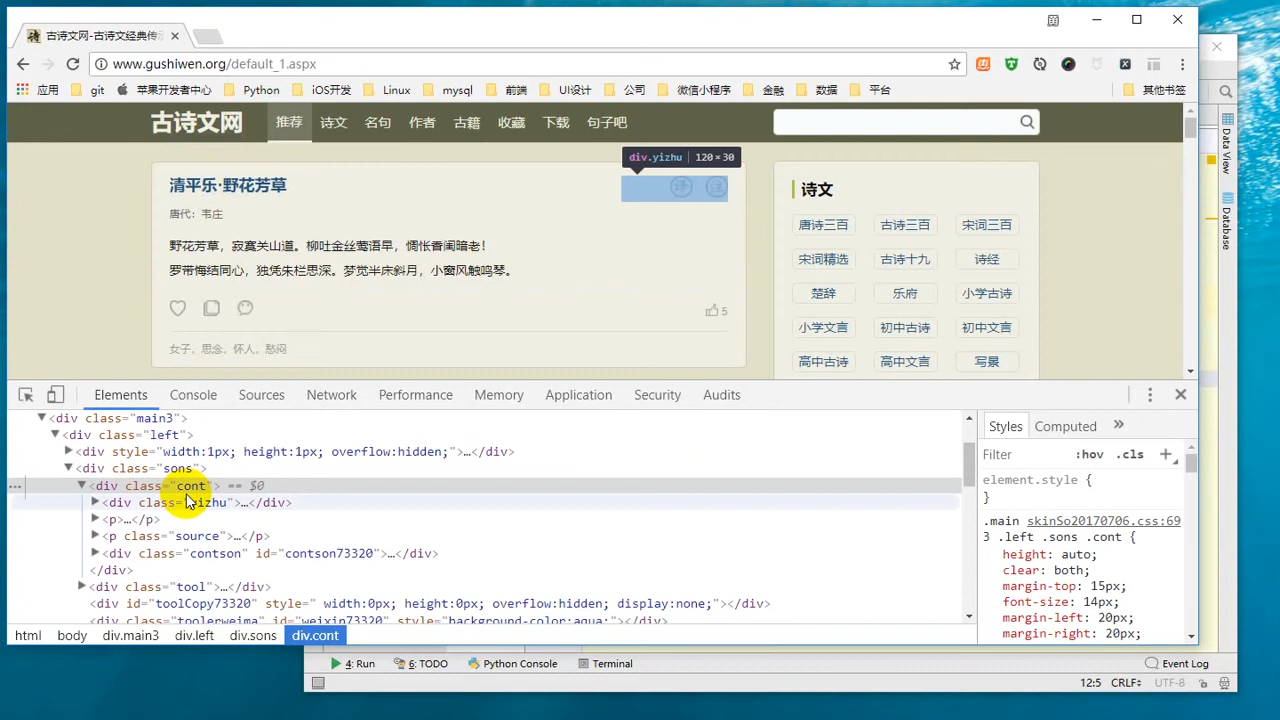 古诗文网-古诗文经典传
www.gushiwen.org/default_1.aspx
应用 git 苹果开发者中心 Python iOS开发 Linux mysql 前端 UI设计 公司 微信小程序 金融 数据 平台 其他书签
古诗文网 推荐 诗文 名句 作者 古籍 收藏 下载 句子吧
div.yizhu 120×30
清平乐·野花芳草 译 注
唐代：韦庄
野花芳草，寂寞关山道。柳吐金丝莺语早，惆怅香闺暗老！
罗带悔结同心，独凭朱栏思深。梦觉半床斜月，小窗风触鸣琴。
5
女子，思念，怀人，愁闷
诗文
唐诗三百 古诗三百 宋词三百
宋词精选 古诗十九 诗经
楚辞 乐府 小学古诗
小学文言 初中古诗 初中文言
高中古诗 高中文言 写景
Data View
Database
Elements Console Sources Network Performance Memory Application Security Audits
<div class="main3">
<div class="left">
<div style="width:1px; height:1px; overflow:hidden;">…</div>
<div class="sons">
<div class="cont"> == $0
<div class="yizhu">…</div>
<p>…</p>
<p class="source">…</p>
<div class="contson" id="contson73320">…</div>
</div>
<div class="tool">…</div>
<div id="toolCopy73320" style=" width:0px; height:0px; overflow:hidden; display:none;"></div>
<div class="toolerweima" id="weixin73320" style="background-color:aqua;"></div>
html body div.main3 div.left div.sons div.cont
Styles Computed »
Filter :hov .cls +
element.style {
}
.main skinSo20170706.css:69
3 .left .sons .cont {
height: auto;
clear: both;
margin-top: 15px;
font-size: 14px;
margin-left: 20px;
margin-right: 20px;
4: Run 6: TODO Python Console Terminal Event Log
12:5 CRLF÷ UTF-8